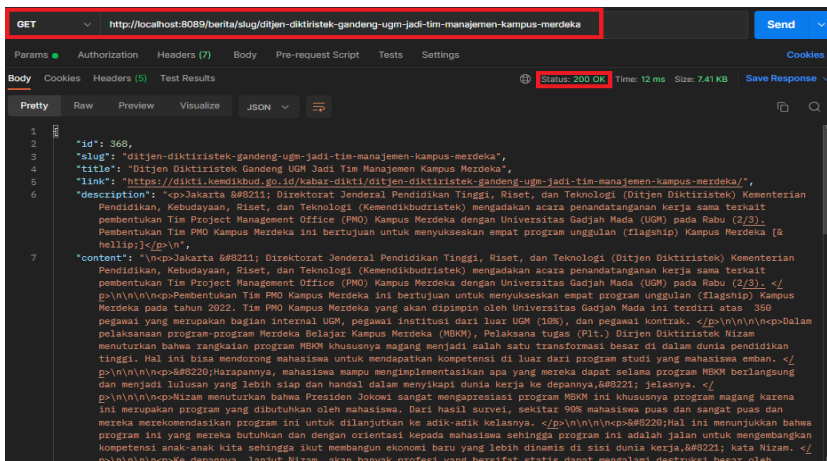 GET http://localhost:8089/berita/slug/ditjen-diktiristek-gandeng-ugm-jadi-tim-manajemen-kampus-merdeka Send
Params Authorization Headers (7) Body Pre-request Script Tests Settings Cookies
Body Cookies Headers (5) Test Results Status: 200 OK Time: 12 ms Size: 7.41 KB Save Response
Pretty Raw Preview Visualize JSON
1 {
2 "id": 368,
3 "slug": "ditjen-diktiristek-gandeng-ugm-jadi-tim-manajemen-kampus-merdeka",
4 "title": "Ditjen Diktiristek Gandeng UGM Jadi Tim Manajemen Kampus Merdeka",
5 "link": "https://dikti.kemdikbud.go.id/kabar-dikti/ditjen-diktiristek-gandeng-ugm-jadi-tim-manajemen-kampus-merdeka/",
6 "description": "<p>Jakarta &#8211; Direktorat Jenderal Pendidikan Tinggi, Riset, dan Teknologi (Ditjen Diktiristek) Kementerian
Pendidikan, Kebudayaan, Riset, dan Teknologi (Kemendikbudristek) mengadakan acara penandatanganan kerja sama terkait
pembentukan Tim Project Management Office (PMO) Kampus Merdeka dengan Universitas Gadjah Mada (UGM) pada Rabu (2/3).
Pembentukan Tim PMO Kampus Merdeka ini bertujuan untuk menyukseskan empat program unggulan (flagship) Kampus Merdeka [&
hellip;]</p>\n",
7 "content": "\n<p>Jakarta &#8211; Direktorat Jenderal Pendidikan Tinggi, Riset, dan Teknologi (Ditjen Diktiristek) Kementerian
Pendidikan, Kebudayaan, Riset, dan Teknologi (Kemendikbudristek) mengadakan acara penandatanganan kerja sama terkait
pembentukan Tim Project Management Office (PMO) Kampus Merdeka dengan Universitas Gadjah Mada (UGM) pada Rabu (2/3). </
p>\n\n\n\n<p>Pembentukan Tim PMO Kampus Merdeka ini bertujuan untuk menyukseskan empat program unggulan (flagship) Kampus
Merdeka pada tahun 2022. Tim PMO Kampus Merdeka yang akan dipimpin oleh Universitas Gadjah Mada ini terdiri atas 350
pegawai yang merupakan bagian internal UGM, pegawai institusi dari luar UGM (10%), dan pegawai kontrak. </p>\n\n\n\n<p>Dalam
pelaksanaan program-program Merdeka Belajar Kampus Merdeka (MBKM), Pelaksana tugas (Plt.) Dirjen Diktiristek Nizam
menuturkan bahwa rangkaian program MBKM khususnya magang menjadi salah satu transformasi besar di dalam dunia pendidikan
tinggi. Hal ini bisa mendorong mahasiswa untuk mendapatkan kompetensi di luar dari program studi yang mahasiswa emban. </
p>\n\n\n\n<p>&#8220;Harapannya, mahasiswa mampu mengimplementasikan apa yang mereka dapat selama program MBKM berlangsung
dan menjadi lulusan yang lebih siap dan handal dalam menyikapi dunia kerja ke depannya,&#8221; jelasnya. </
p>\n\n\n\n<p>Nizam menuturkan bahwa Presiden Jokowi sangat mengapresiasi program MBKM ini khususnya program magang karena
ini merupakan program yang dibutuhkan oleh mahasiswa. Dari hasil survei, sekitar 90% mahasiswa puas dan sangat puas dan
mereka merekomendasikan program ini untuk dilanjutkan ke adik-adik kelasnya. </p>\n\n\n\n<p>&#8220;Hal ini menunjukkan bahwa
program ini yang mereka butuhkan dan dengan orientasi kepada mahasiswa sehingga program ini adalah jalan untuk mengembangkan
kompetensi anak-anak kita sehingga ikut membangun ekonomi baru yang lebih dinamis di sisi dunia kerja,&#8221; kata Nizam. </
p>\n\n\n\n<p>Ke depannya, lanjut Nizam, akan banyak profesi yang bersifat statis dapat mengalami destruksi besar oleh